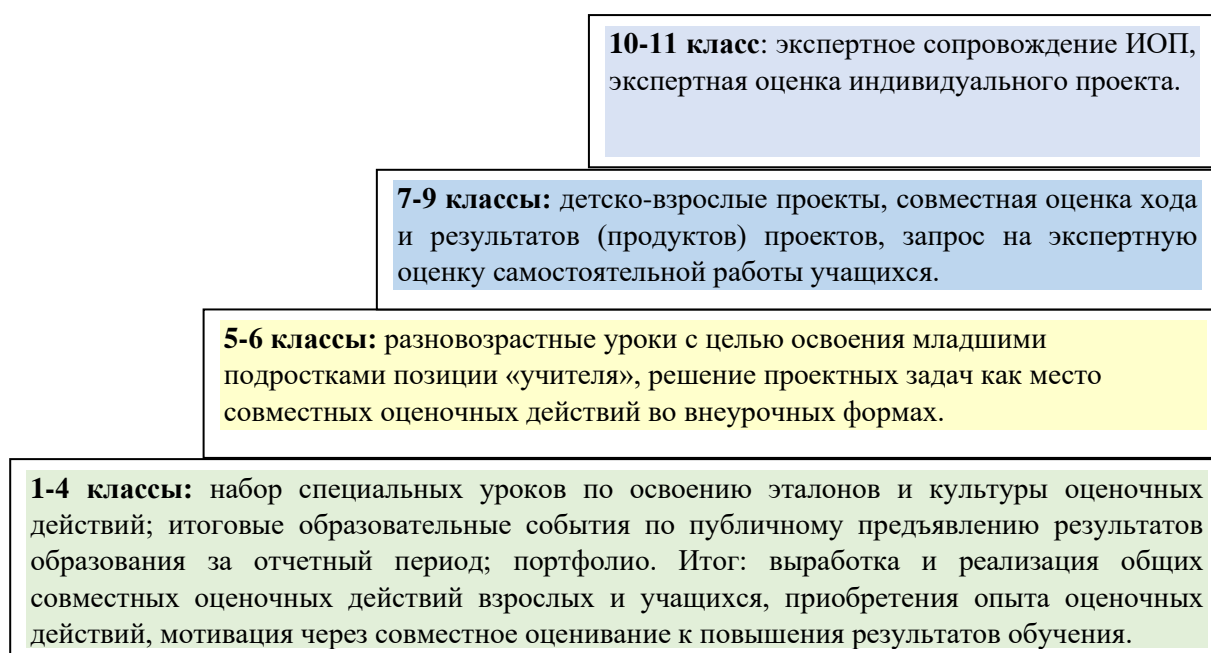 10-11 класс: экспертное сопровождение ИОП,
экспертная оценка индивидуального проекта.
7-9 классы: детско-взрослые проекты, совместная оценка хода
и результатов (продуктов) проектов, запрос на экспертную
оценку самостоятельной работы учащихся.
5-6 классы: разновозрастные уроки с целью освоения младшими
подростками позиции «учителя», решение проектных задач как место
совместных оценочных действий во внеурочных формах.
1-4 классы: набор специальных уроков по освоению эталонов и культуры оценочных
действий; итоговые образовательные события по публичному предъявлению результатов
образования за отчетный период; портфолио. Итог: выработка и реализация общих
совместных оценочных действий взрослых и учащихся, приобретения опыта оценочных
действий, мотивация через совместное оценивание к повышения результатов обучения.